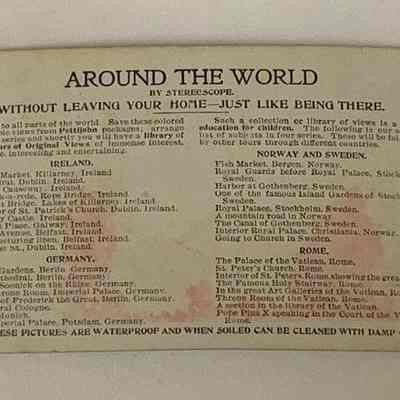 AROUND THE WORLD
BY STEREOSCOPE.
WITHOUT LEAVING YOUR HOME—JUST LIKE BEING THERE.
to all parts of the world. Save these colored
views from Pettijohn packages; arrange
series and shortly you will have a library of
of Original Views of immense interest,
interesting and entertaining.
IRELAND.
Market, Killarney, Ireland
Dublin, Ireland.
Causeway, Ireland.
Rope Bridge, Ireland.
Bridge, Lakes of Killarney, Ireland
of St. Patrick's Church, Dublin, Ireland.
Castle, Ireland.
Place, Galway, Ireland.
Avenue, Belfast, Ireland.
linen, Belfast, Ireland.
St., Dublin, Ireland.
GERMANY.
Gardens, Berlin, Germany.
Berlin, Germany.
Sooneck on the Rhine, Germany.
Room, Imperial Palace, Germany.
of Frederick the Great, Berlin, Germany.
Cologne.
Munich.
Palace, Potsdam, Germany.
Such a collection or library of views is a
education for children. The following is our
list of subjects in four series. These will be
by other tours through different countries.
NORWAY AND SWEDEN.
Fish Market, Bergen, Norway.
Royal Guards before Royal Palace, Stock
Sweden.
Harbor at Gothenberg, Sweden.
One of the famous Island Gardens of Stock
Sweden.
Royal Palace, Stockholm, Sweden.
A mountain road in Norway.
The Canal of Gothenberg, Sweden.
Interior Royal Palace, Christiania, Norway.
Going to Church in Sweden.
ROME.
The Palace of the Vatican, Rome.
St. Peter's Church, Rome.
Interior of St. Peters, Rome, showing the great
The Famous Holy Stairway, Rome.
In the great Art Galleries of the Vatican, Rome.
Throne Room of the Vatican, Rome.
A section in the library of the Vatican.
Pope Pius X speaking in the Court of the V
Rome.
THESE PICTURES ARE WATERPROOF AND WHEN SOILED CAN BE CLEANED WITH DAMP